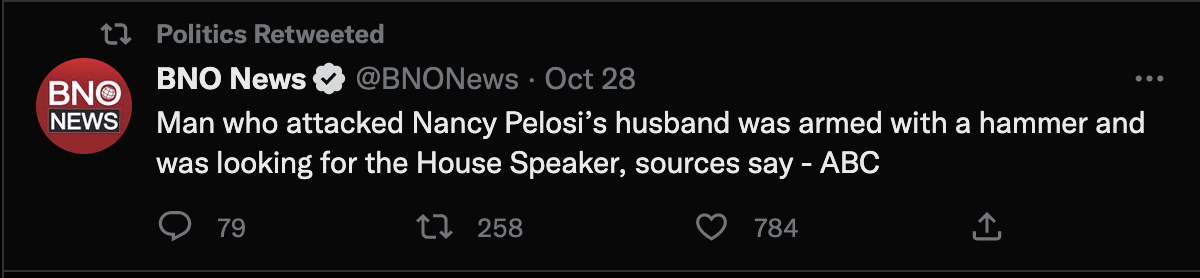 Politics Retweeted
BNO News @BNONews · Oct 28
BNO
NEWS
Man who attacked Nancy Pelosi’s husband was armed with a hammer and
was looking for the House Speaker, sources say - ABC
79 258 784